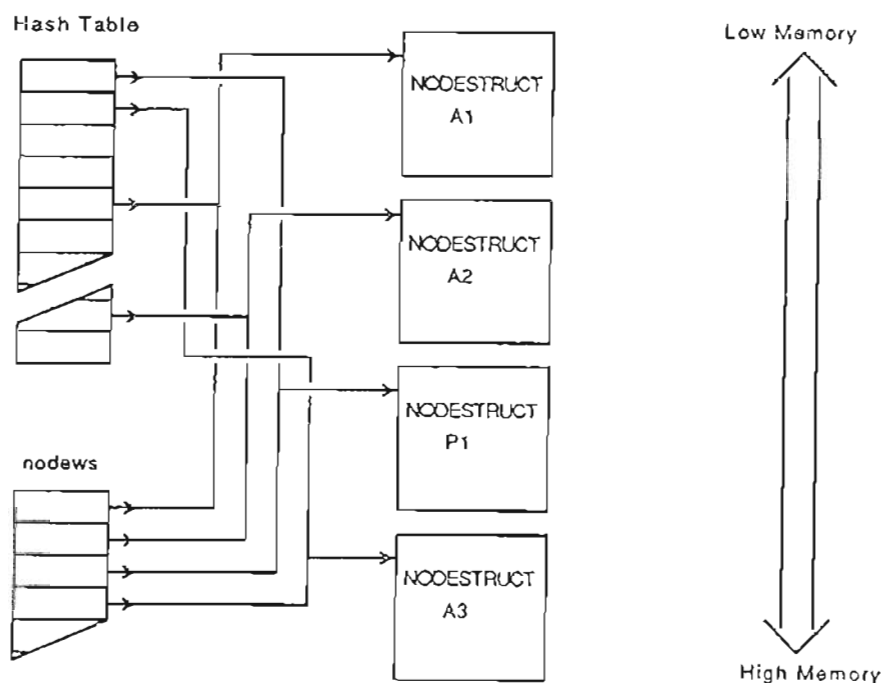 Hash Table
Low Memory
NODESTRUCT
A1
NODESTRUCT
A2
NODESTRUCT
P1
nodews
NODESTRUCT
A3
High Memory